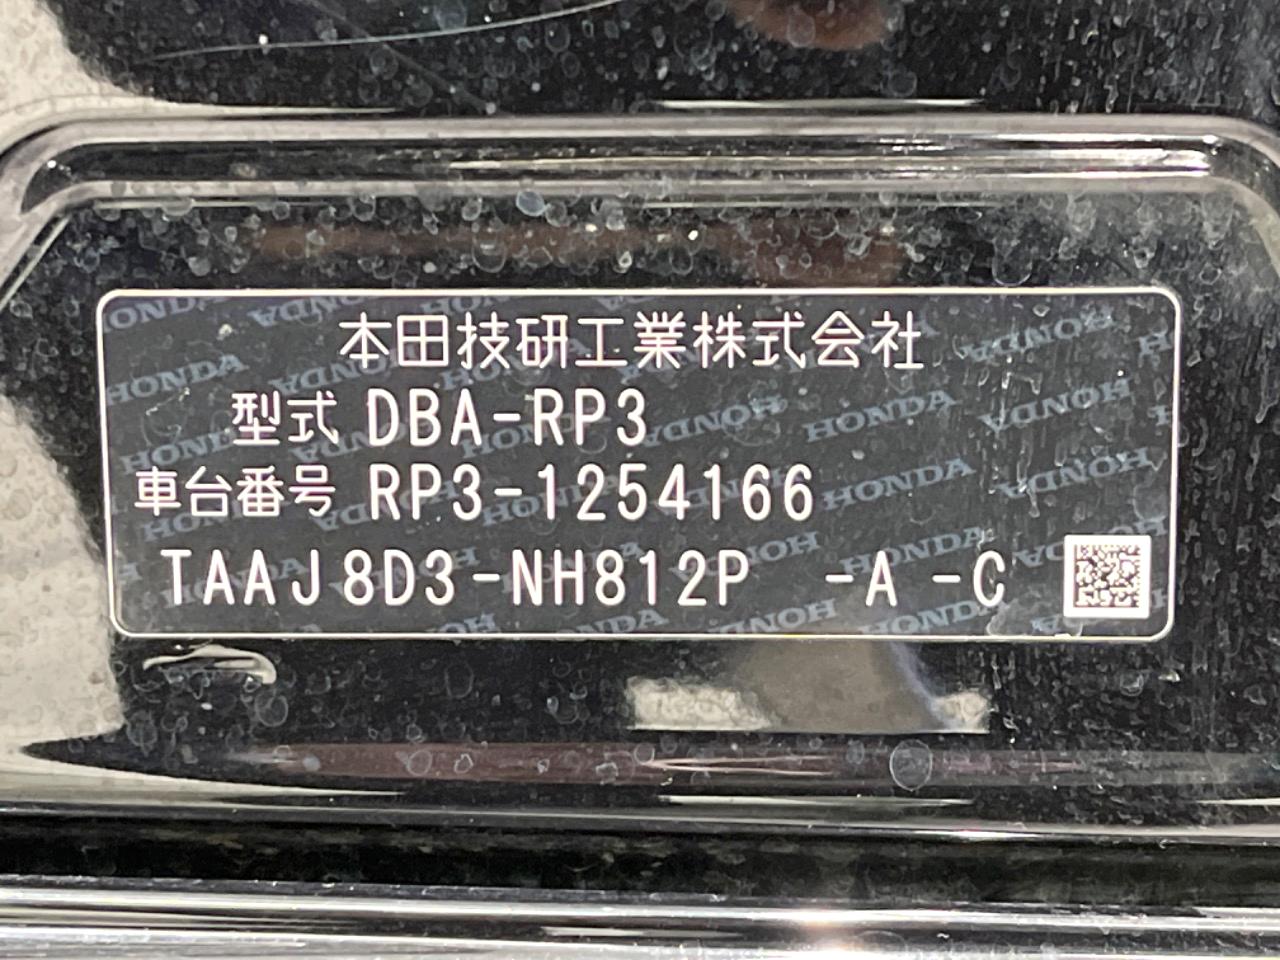 本田技研工業株式会社
型式 DBA-RP3
車台番号 RP3-1254166
TAAJ8D3-NH812P -A -C